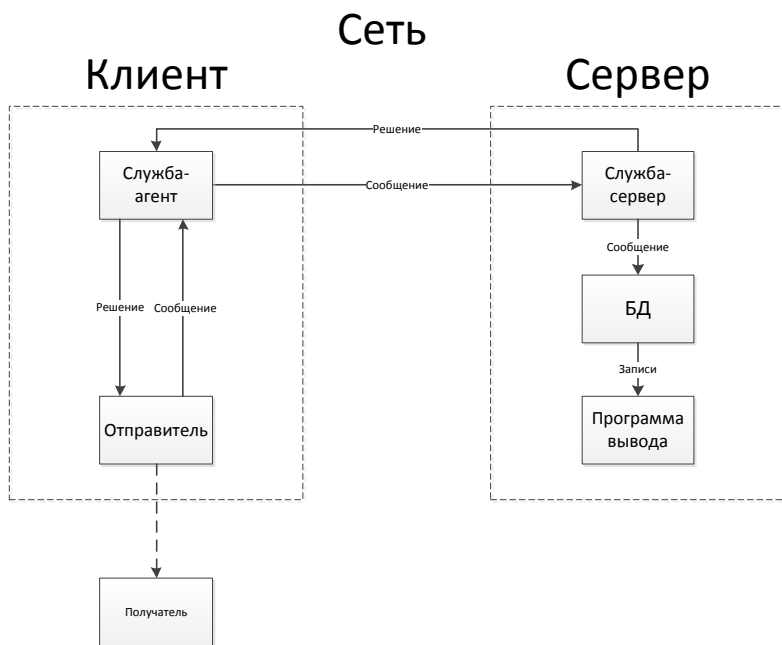 Сеть
Клиент
Сервер
Решение
Служба-
агент
Сообщение
Служба-
сервер
Сообщение
Решение
Сообщение
БД
Записи
Отправитель
Программа
вывода
Получатель